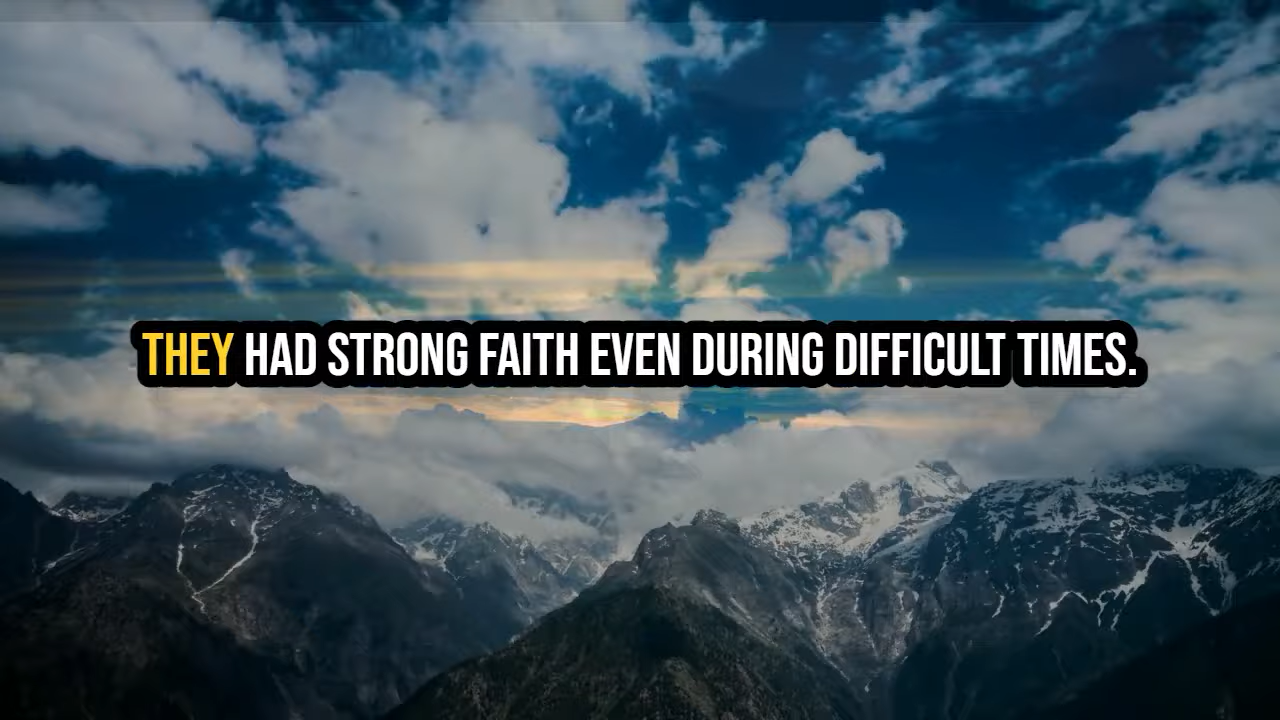 THEY HAD STRONG FAITH EVEN DURING DIFFICULT TIMES.